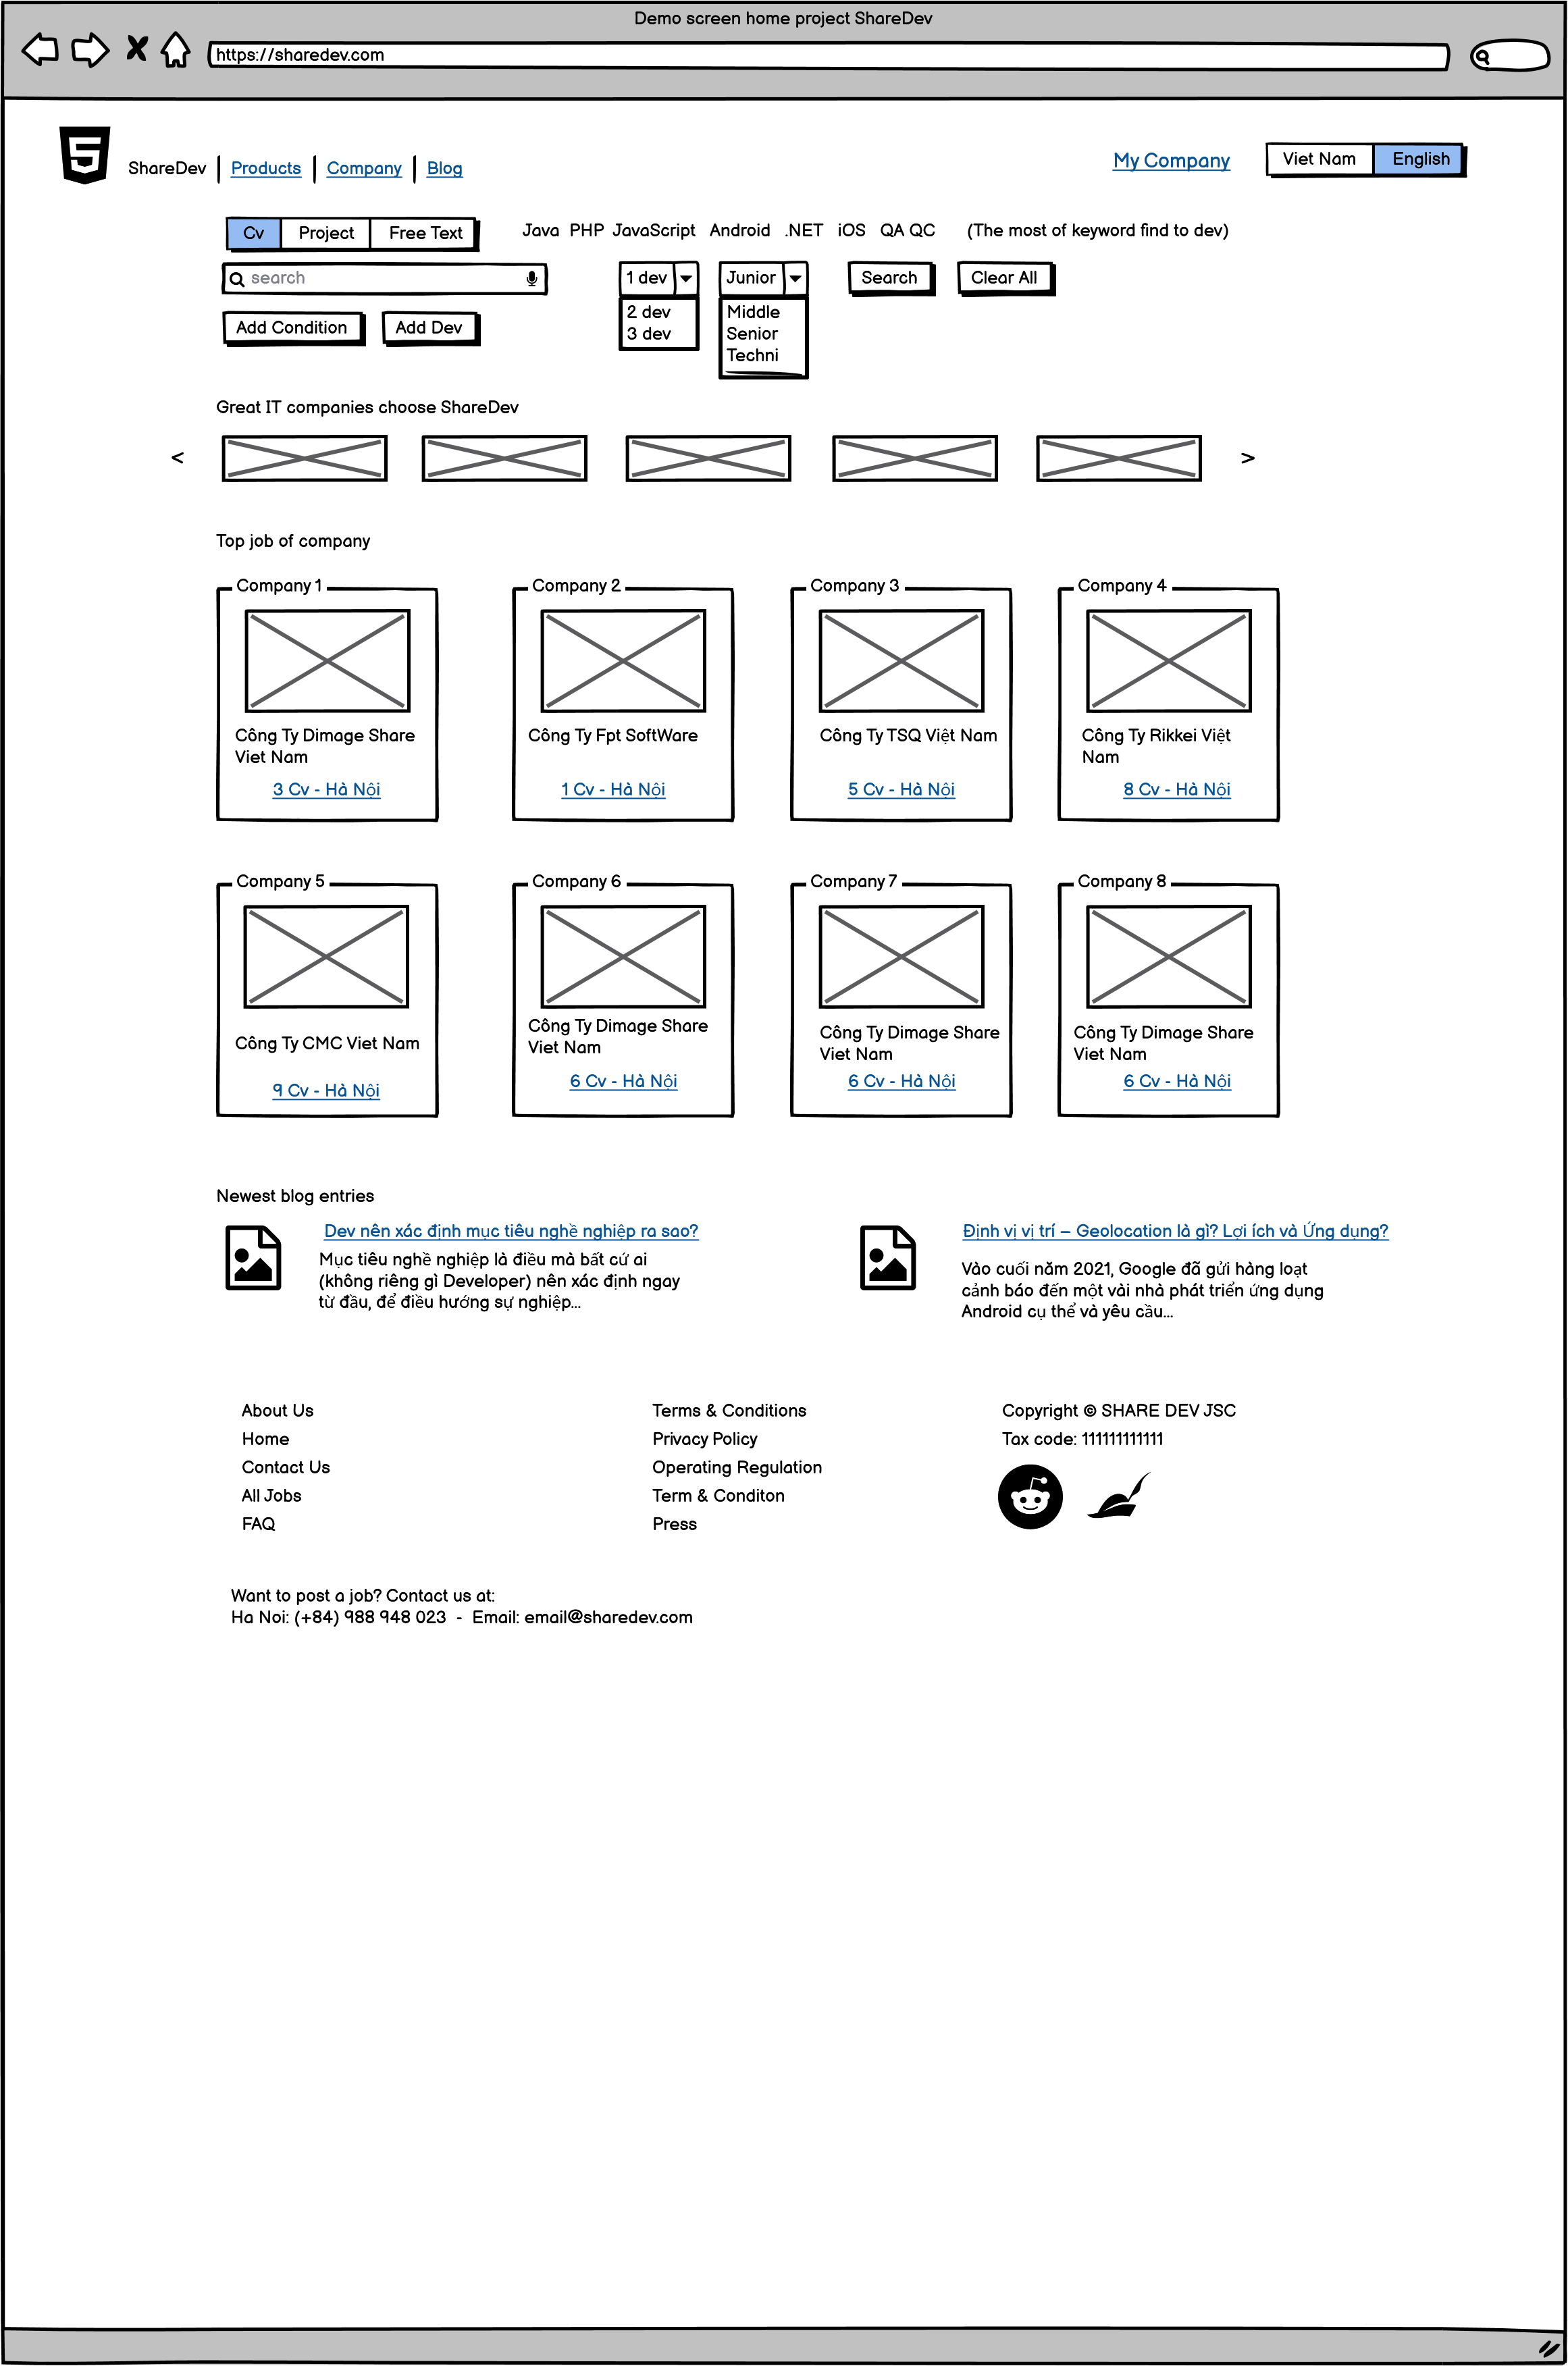 Demo screen home project ShareDev
https://sharedev.com
ShareDev Products Company Blog
My Company
Viet Nam English
Cv Project Free Text
Java PHP JavaScript Android .NET iOS QA QC (The most of keyword find to dev)
search
1 dev
2 dev
3 dev
Junior
Middle
Senior
Techni
Search
Clear All
Add Condition
Add Dev
Great IT companies choose ShareDev
< >
Top job of company
Company 1
Công Ty Dimage Share
Viet Nam
3 Cv - Hà Nội
Company 2
Công Ty Fpt SoftWare
1 Cv - Hà Nội
Company 3
Công Ty TSQ Việt Nam
5 Cv - Hà Nội
Company 4
Công Ty Rikkei Việt
Nam
8 Cv - Hà Nội
Company 5
Công Ty CMC Viet Nam
9 Cv - Hà Nội
Company 6
Công Ty Dimage Share
Viet Nam
6 Cv - Hà Nội
Company 7
Công Ty Dimage Share
Viet Nam
6 Cv - Hà Nội
Company 8
Công Ty Dimage Share
Viet Nam
6 Cv - Hà Nội
Newest blog entries
Dev nên xác định mục tiêu nghề nghiệp ra sao?
Mục tiêu nghề nghiệp là điều mà bất cứ ai
(không riêng gì Developer) nên xác định ngay
từ đầu, để điều hướng sự nghiệp...
Định vị vị trí – Geolocation là gì? Lợi ích và Ứng dụng?
Vào cuối năm 2021, Google đã gửi hàng loạt
cảnh báo đến một vài nhà phát triển ứng dụng
Android cụ thể và yêu cầu...
About Us
Home
Contact Us
All Jobs
FAQ
Terms & Conditions
Privacy Policy
Operating Regulation
Term & Conditon
Press
Copyright © SHARE DEV JSC
Tax code: 111111111111
Want to post a job? Contact us at:
Ha Noi: (+84) 988 948 023 - Email: email@sharedev.com